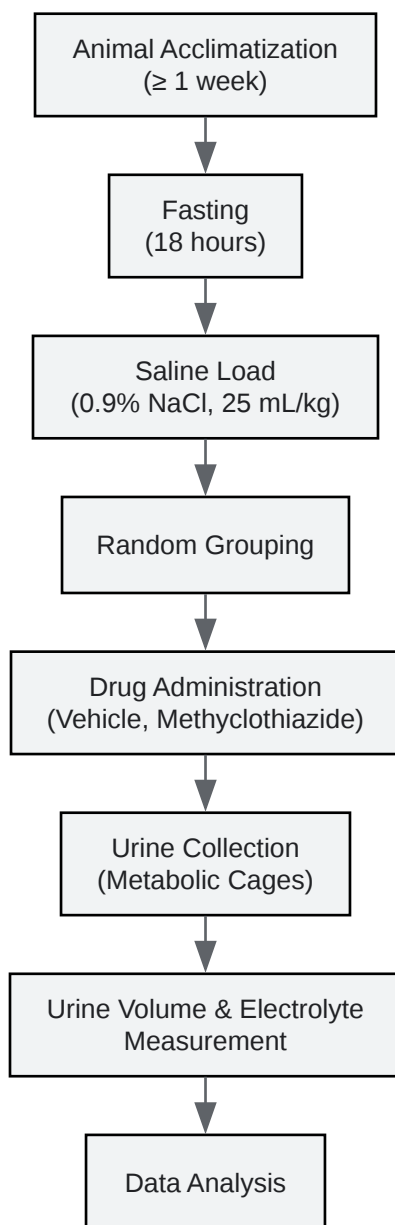 Animal Acclimatization
(≥ 1 week)
Fasting
(18 hours)
Saline Load
(0.9% NaCl, 25 mL/kg)
Random Grouping
Drug Administration
(Vehicle, Methyclothiazide)
Urine Collection
(Metabolic Cages)
Urine Volume & Electrolyte
Measurement
Data Analysis